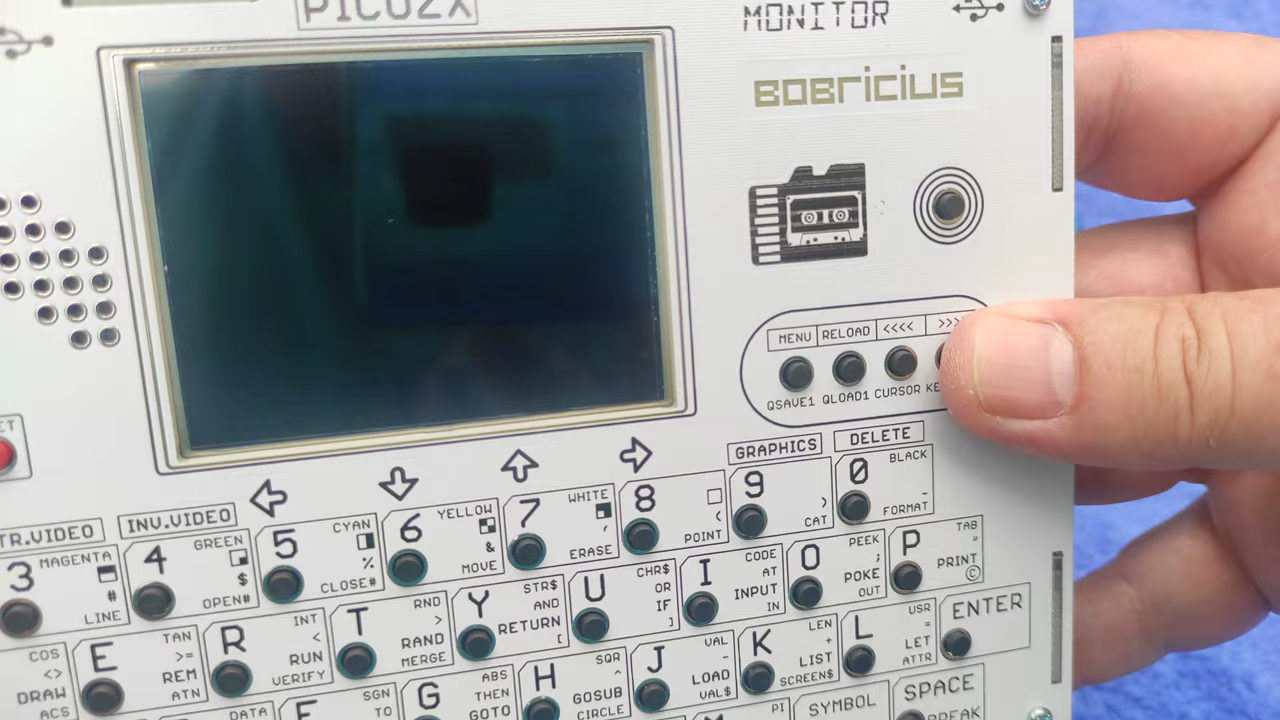 PICOZX
MONITOR
BOBRICIUS
MENU RELOAD <<<< >>>>
QSAVE1 QLOAD1 CURSOR KE
GRAPHICS DELETE
TR.VIDEO INV.VIDEO
3 MAGENTA # LINE
4 GREEN $ OPEN#
5 CYAN % CLOSE#
6 YELLOW & MOVE
7 WHITE ' ERASE
8 ( POINT
9 ) CAT
0 BLACK _ FORMAT
COS <> DRAW ACS
E TAN >= REM ATN
R INT < RUN VERIFY
T RND > RAND MERGE
Y STR$ AND RETURN [
U CHR$ OR IF ]
I CODE AT INPUT IN
O PEEK ; POKE OUT
P TAB " PRINT ©
DATA
F SGN TO
G ABS THEN GOTO
H SQR ^ GOSUB CIRCLE
J VAL - LOAD VAL$
K LEN + LIST SCREEN$
L USR = LET ATTR
ENTER
PI
SYMBOL
SPACE
BREAK